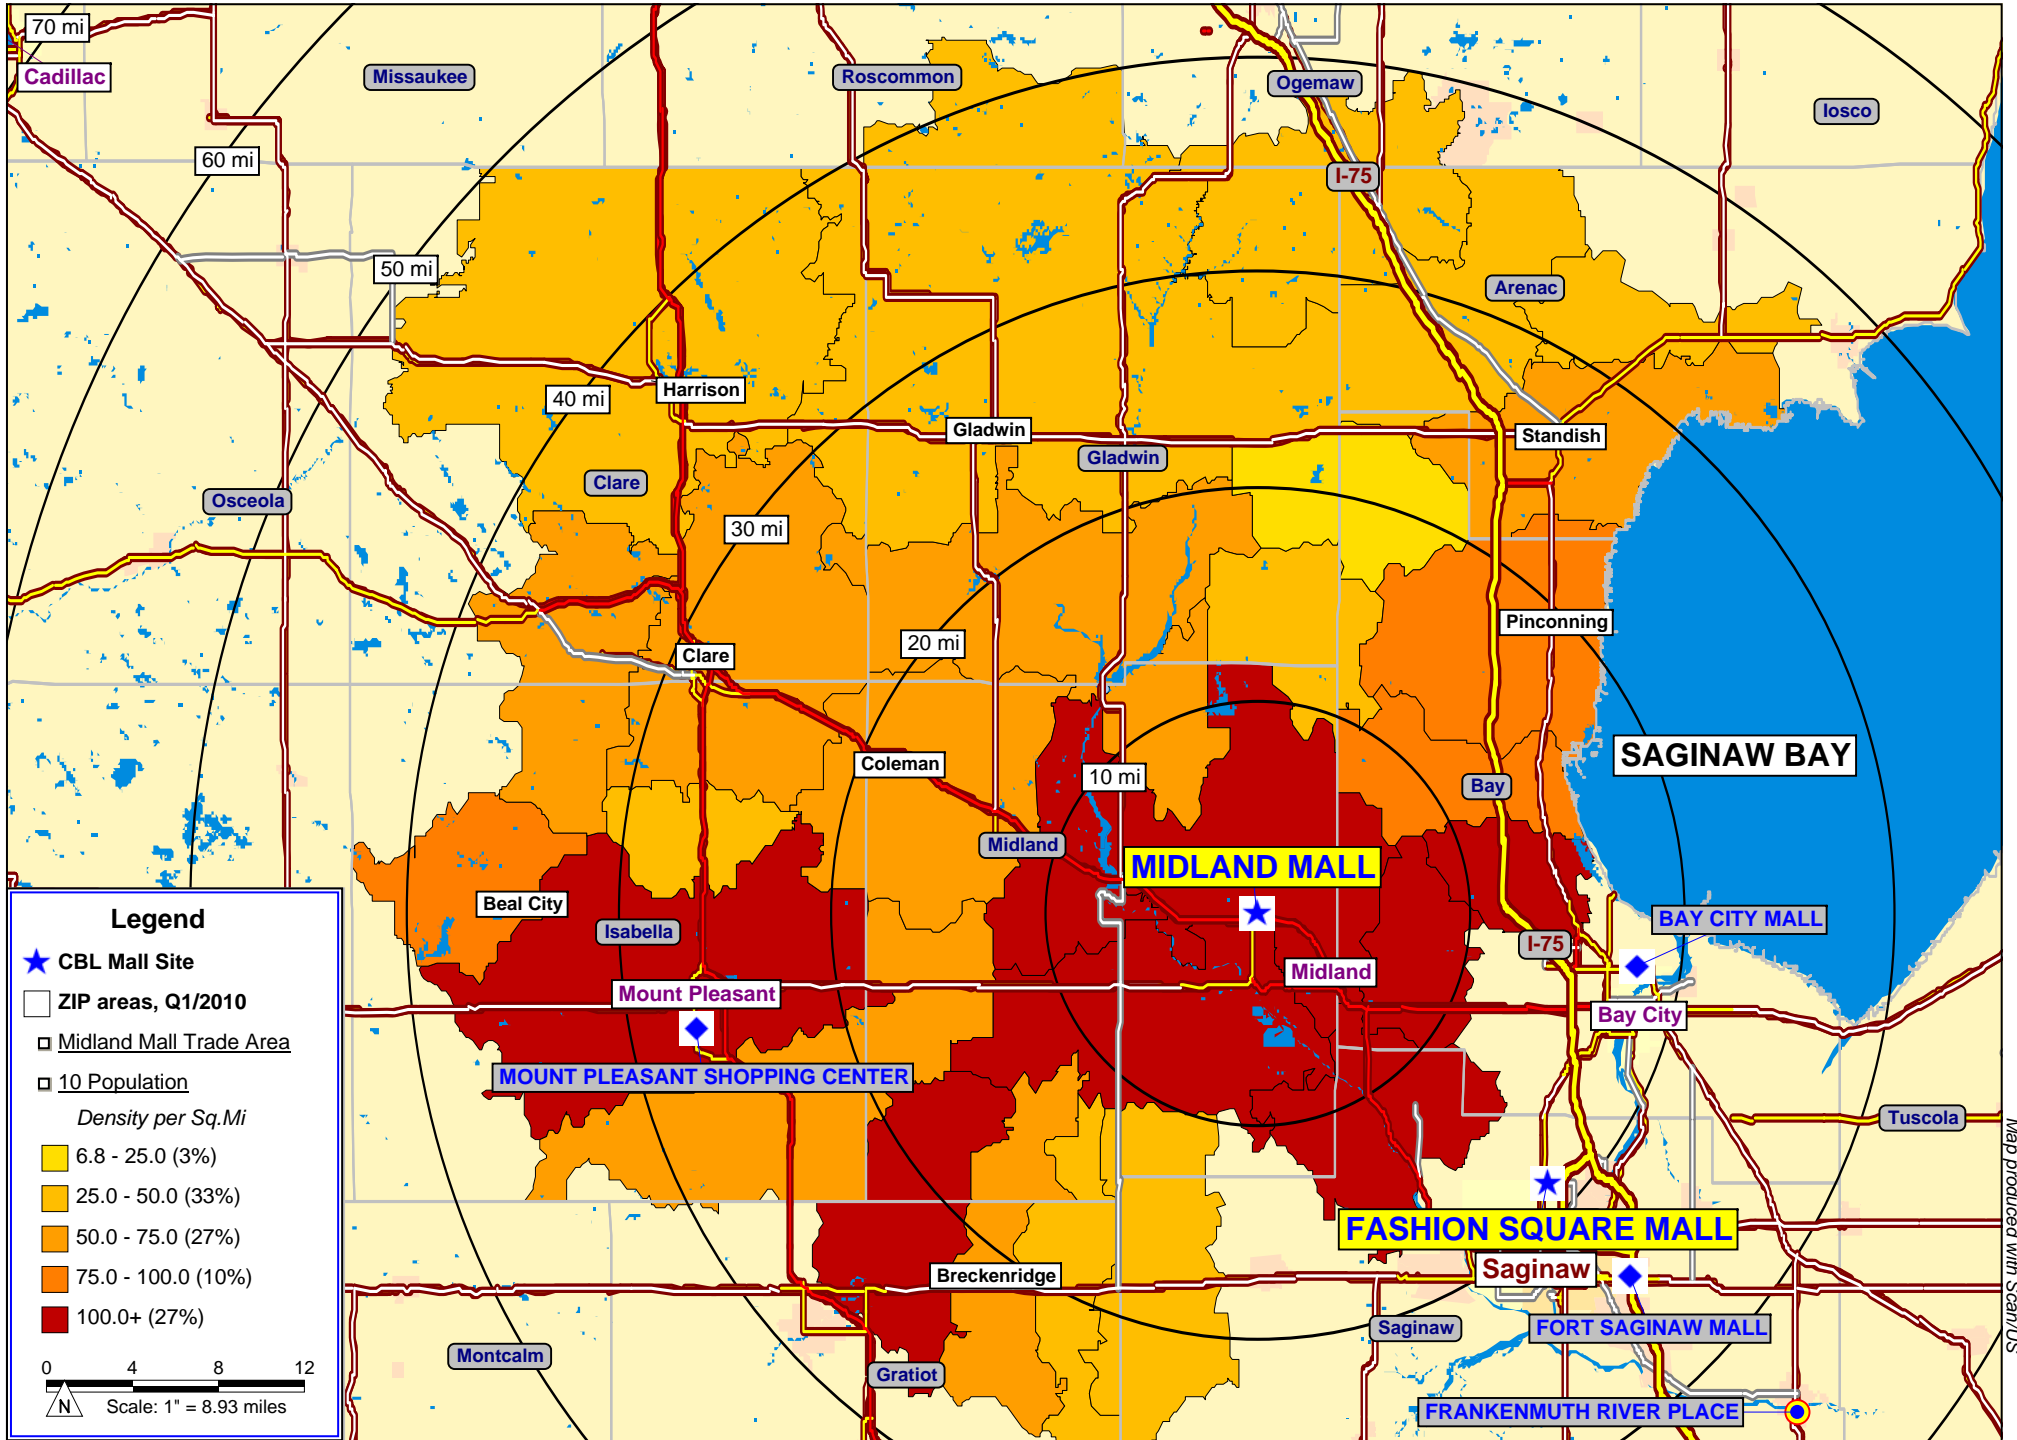 70 mi
Cadillac
Missaukee
Roscommon
Ogemaw
Iosco
60 mi
I-75
50 mi
Arenac
Harrison
40 mi
Gladwin
Standish
Gladwin
Clare
Osceola
30 mi
Pinconning
20 mi
Clare
SAGINAW BAY
Coleman
10 mi
Bay
Midland
MIDLAND MALL
Beal City
BAY CITY MALL
Isabella
I-75
Midland
Mount Pleasant
Bay City
MOUNT PLEASANT SHOPPING CENTER
Tuscola
FASHION SQUARE MALL
Saginaw
Breckenridge
Saginaw
FORT SAGINAW MALL
Montcalm
Gratiot
FRANKENMUTH RIVER PLACE
Legend
CBL Mall Site
ZIP areas, Q1/2010
Midland Mall Trade Area
10 Population
Density per Sq.Mi
6.8 - 25.0 (3%)
25.0 - 50.0 (33%)
50.0 - 75.0 (27%)
75.0 - 100.0 (10%)
100.0+ (27%)
0 4 8 12
N
Scale: 1" = 8.93 miles
Map produced with Scan/US